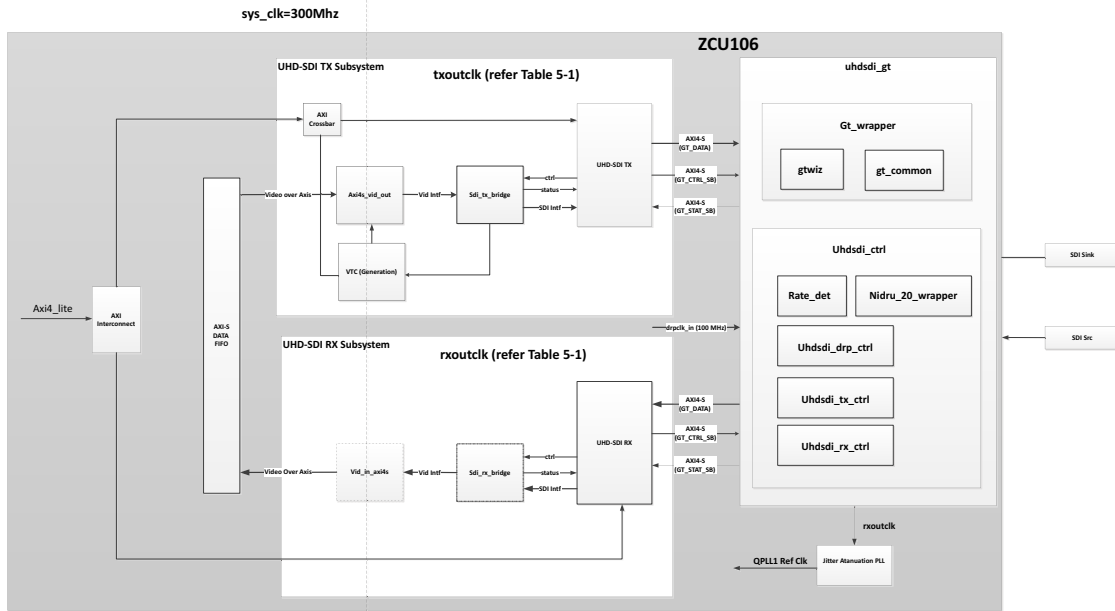 sys_clk=300Mhz
ZCU106
UHD-SDI TX Subsystem
txoutclk (refer Table 5-1)
AXI
Crossbar
Video over Axis
Axi4s_vid_out
Vid Intf
Sdi_tx_bridge
ctrl
status
SDI Intf
UHD-SDI TX
VTC (Generation)
AXI4-S
(GT_DATA)
AXI4-S
(GT_CTRL_SB)
AXI4-S
(GT_STAT_SB)
uhdsdi_gt
Gt_wrapper
gtwiz
gt_common
Uhdsdi_ctrl
Rate_det
Nidru_20_wrapper
Uhdsdi_drp_ctrl
Uhdsdi_tx_ctrl
Uhdsdi_rx_ctrl
SDI Sink
SDI Src
Axi4_lite
AXI
Interconnect
AXI-S
DATA
FIFO
drpclk_in (100 MHz)
UHD-SDI RX Subsystem
rxoutclk (refer Table 5-1)
Video Over Axis
Vid_in_axi4s
Vid Intf
Sdi_rx_bridge
ctrl
status
SDI Intf
UHD-SDI RX
AXI4-S
(GT_DATA)
AXI4-S
(GT_CTRL_SB)
AXI4-S
(GT_STAT_SB)
rxoutclk
QPLL1 Ref Clk
Jitter Atanuation PLL